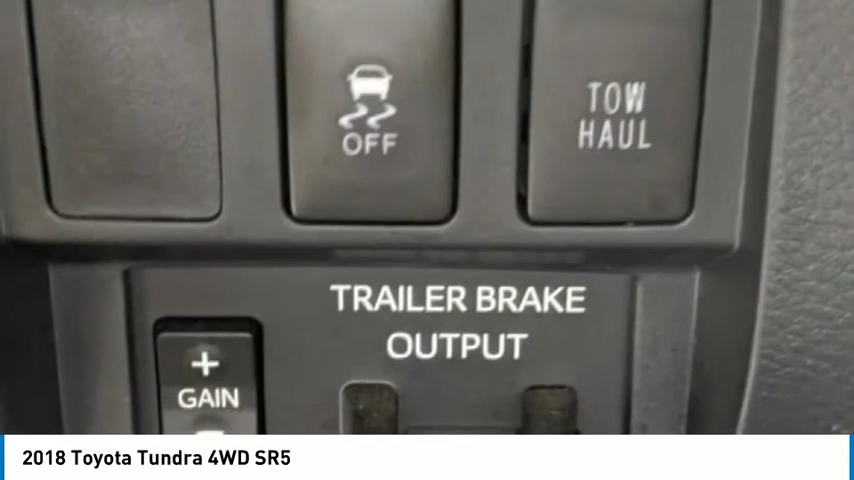 OFF
TOW
HAUL
TRAILER BRAKE
OUTPUT
+
GAIN
2018 Toyota Tundra 4WD SR5